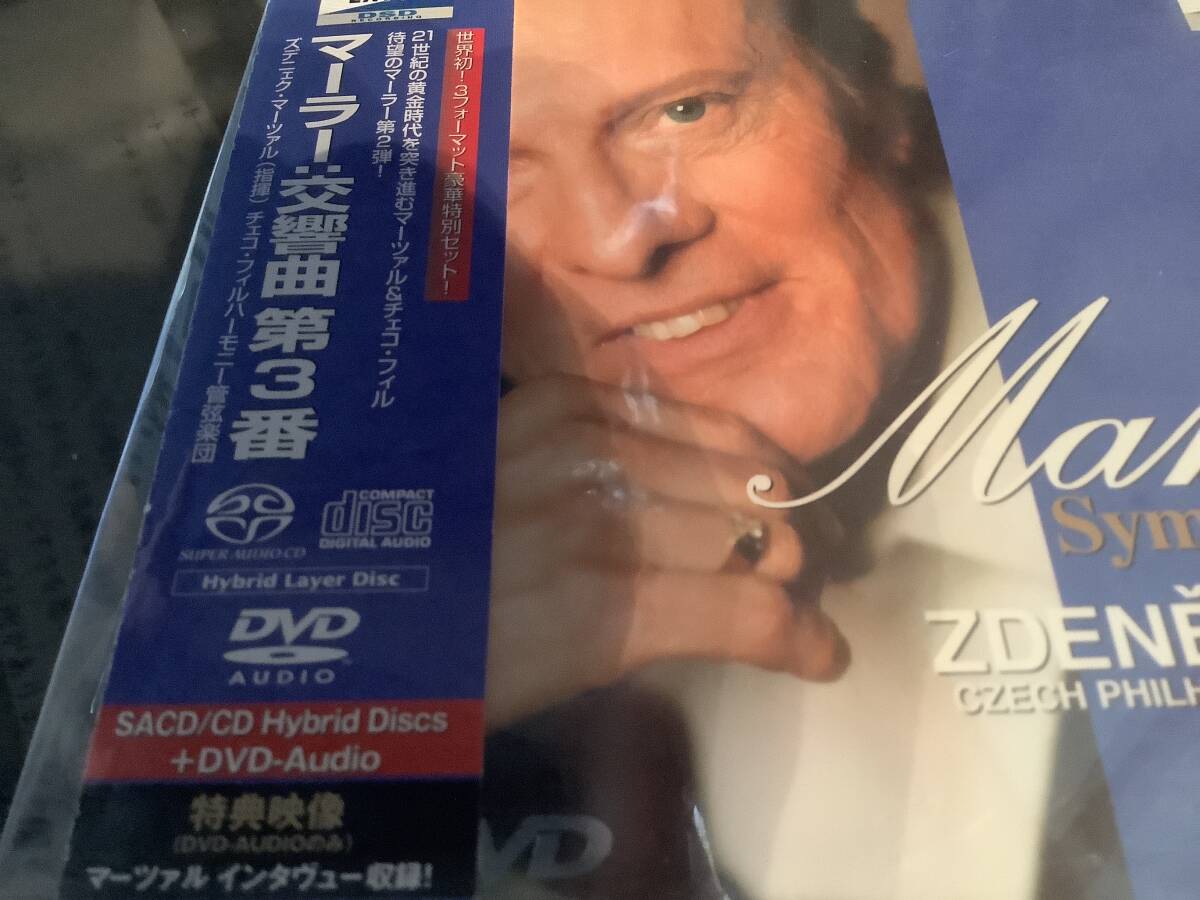 DSD
RECORDING
世界初!3フォーマット豪華特別セット!
21世紀の黄金時代を突き進むマーツァル&チェコ・フィル
待望のマーラー第2弾!
マーラー:交響曲 第3番
ズデニェク・マーツァル(指揮) チェコ・フィルハーモニー管弦楽団
SUPER AUDIO CD
COMPACT
disc
DIGITAL AUDIO
Hybrid Layer Disc
DVD
AUDIO
SACD/CD Hybrid Discs
+DVD-Audio
特典映像
(DVD-AUDIOのみ)
マーツァル インタヴュー収録!
Mah
Sym
ZDENĚ
CZECH PHILH
VD